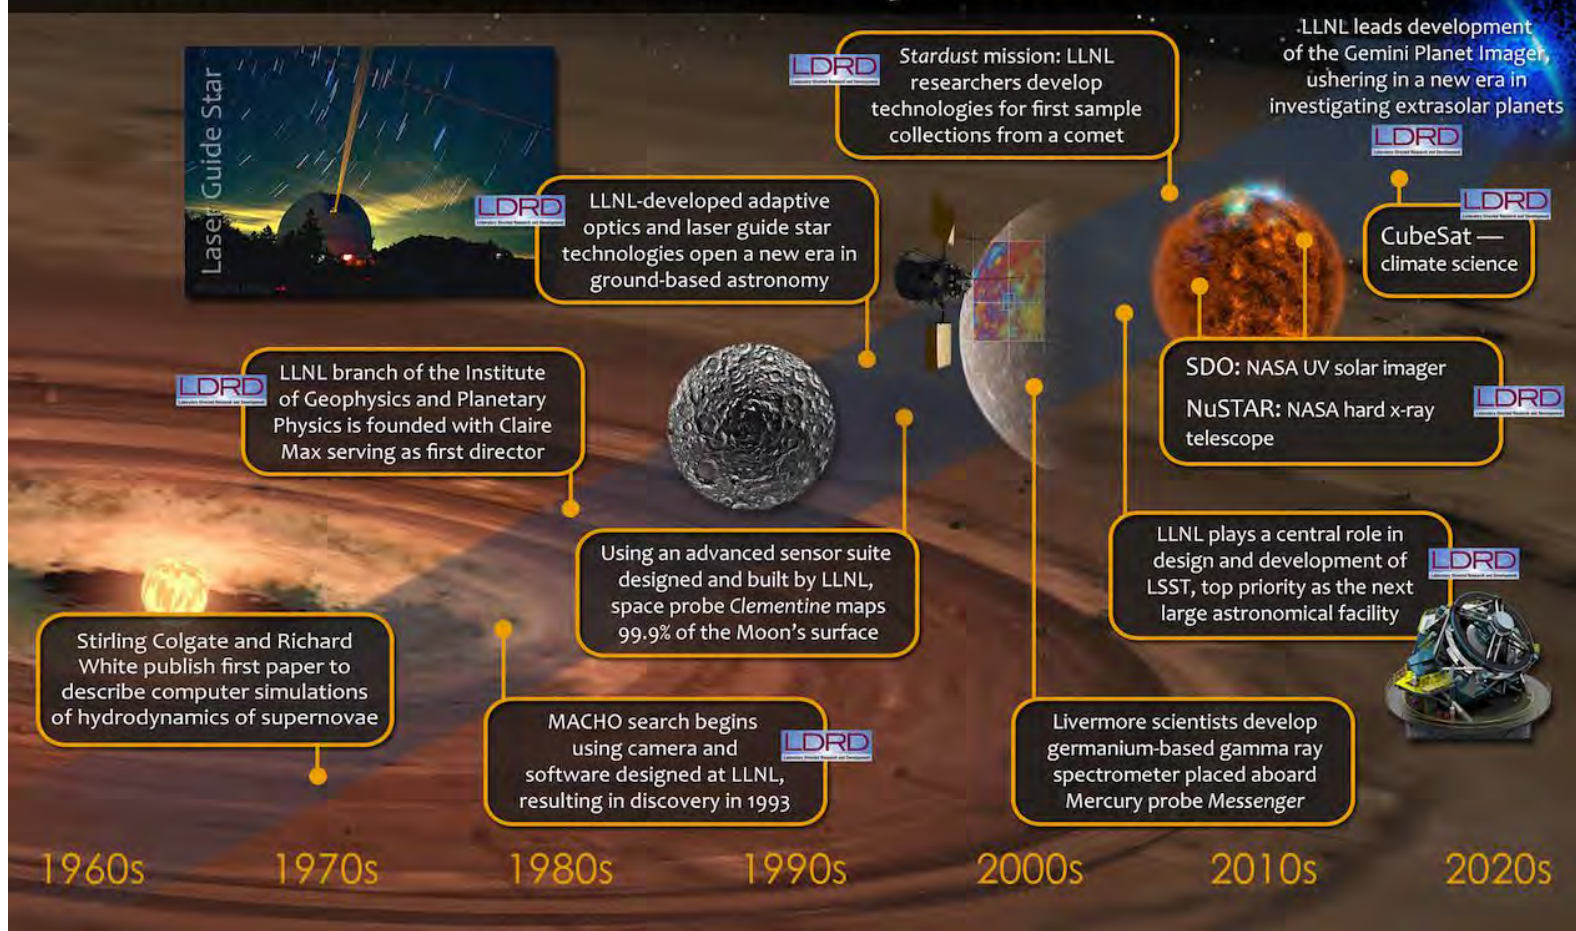 Laser Guide Star
LDRD
Stardust mission: LLNL
researchers develop
technologies for first sample
collections from a comet
LLNL leads development
of the Gemini Planet Imager,
ushering in a new era in
investigating extrasolar planets
LDRD
Laboratory Directed Research and Development
LDRD
LLNL-developed adaptive
optics and laser guide star
technologies open a new era in
ground-based astronomy
LDRD
CubeSat —
climate science
LDRD
LLNL branch of the Institute
of Geophysics and Planetary
Physics is founded with Claire
Max serving as first director
SDO: NASA UV solar imager
NuSTAR: NASA hard x-ray
telescope
LDRD
Using an advanced sensor suite
designed and built by LLNL,
space probe Clementine maps
99.9% of the Moon's surface
LLNL plays a central role in
design and development of
LSST, top priority as the next
large astronomical facility
LDRD
Stirling Colgate and Richard
White publish first paper to
describe computer simulations
of hydrodynamics of supernovae
MACHO search begins
using camera and
software designed at LLNL,
resulting in discovery in 1993
LDRD
Livermore scientists develop
germanium-based gamma ray
spectrometer placed aboard
Mercury probe Messenger
1960s 1970s 1980s 1990s 2000s 2010s 2020s